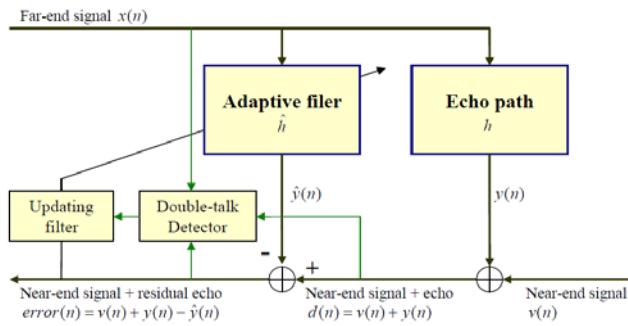 Far-end signal x(n)
Adaptive filer
ĥ
Echo path
h
ŷ(n)
y(n)
Updating
filter
Double-talk
Detector
-
+
Near-end signal + residual echo
error(n) = v(n) + y(n) − ŷ(n)
Near-end signal + echo
d(n) = v(n) + y(n)
Near-end signal
v(n)